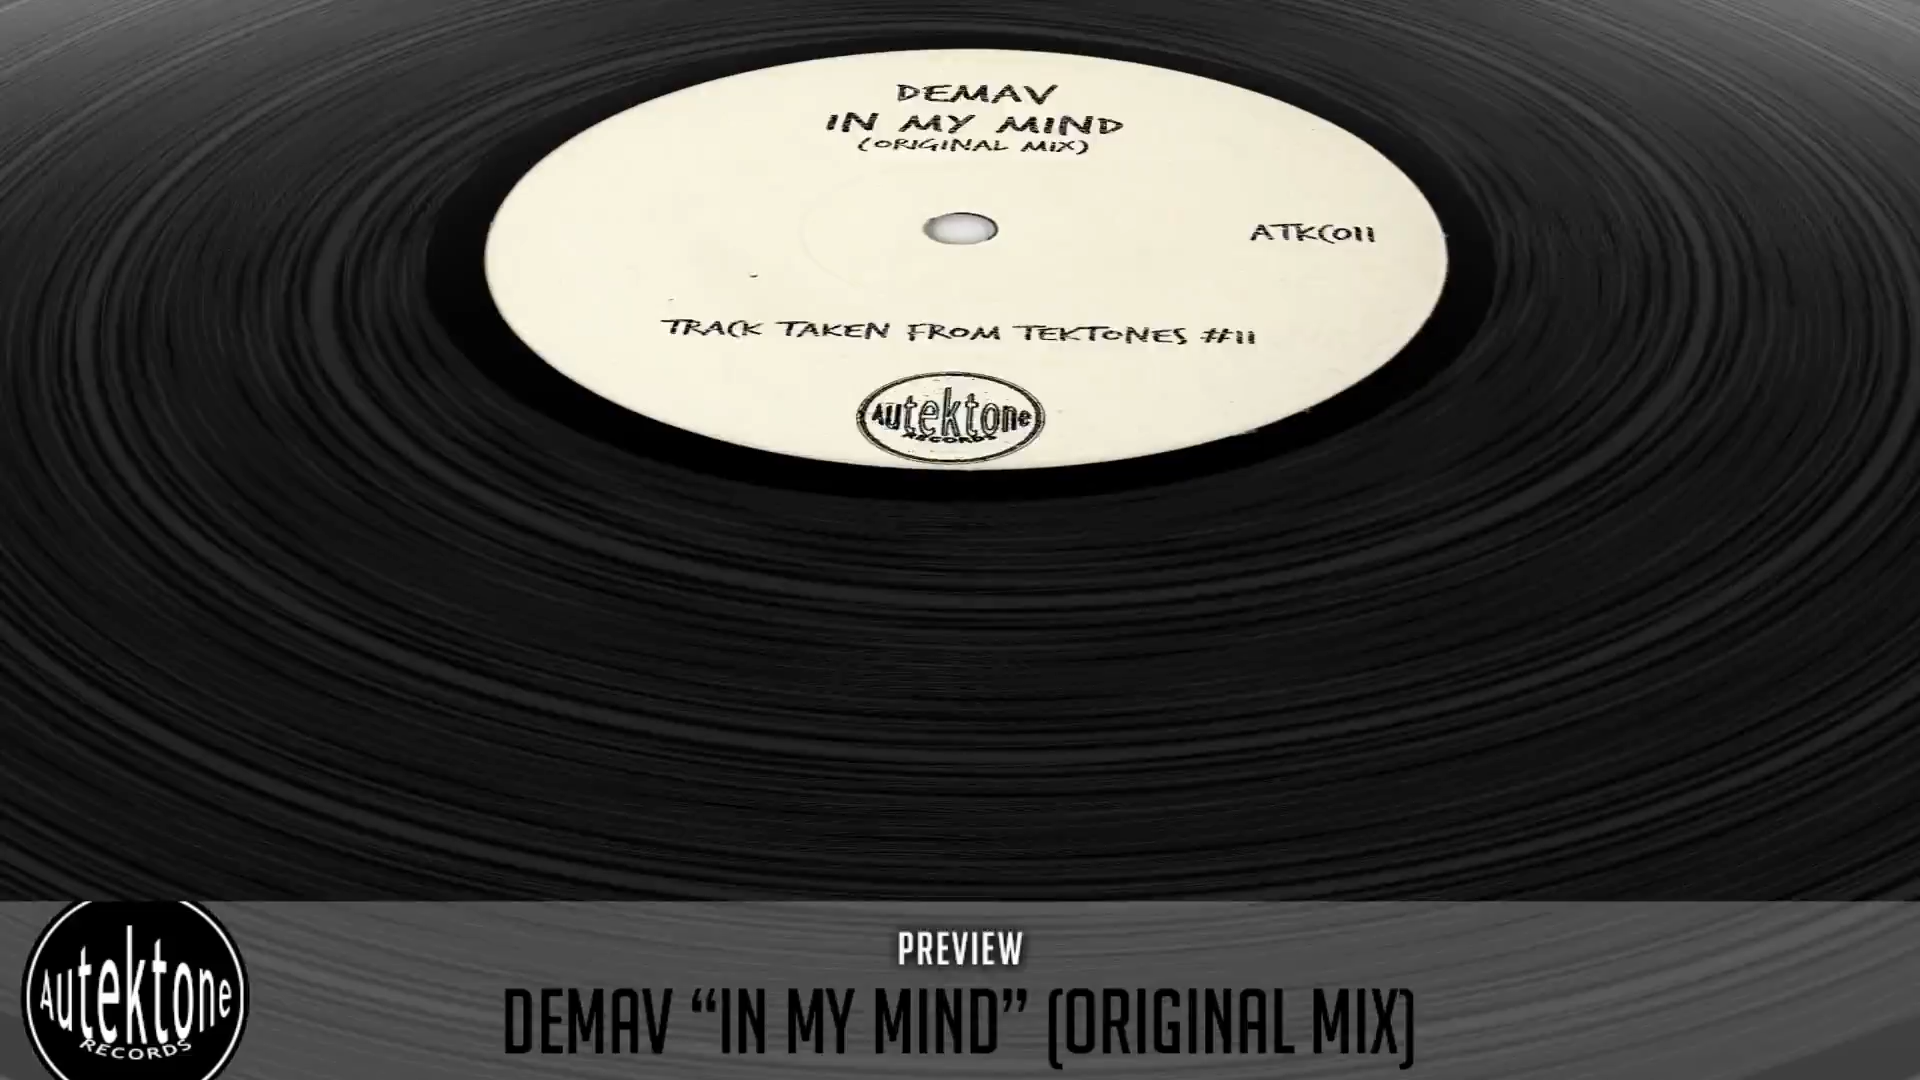 DEMAV
IN MY MIND
(ORIGINAL MIX)
ATKC011
TRACK TAKEN FROM TEKTONES #11
Autektone
RECORDS
PREVIEW
DEMAV “IN MY MIND” (ORIGINAL MIX)
Autektone
RECORDS